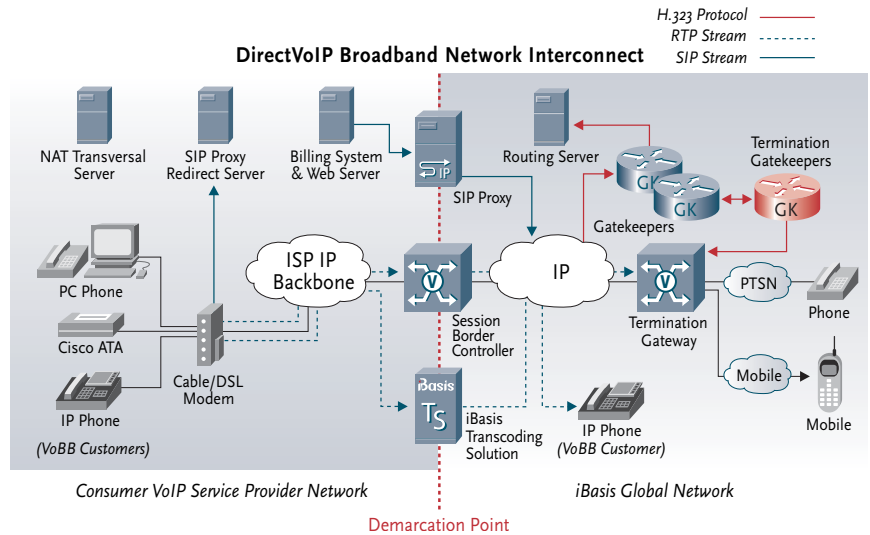 H.323 Protocol
RTP Stream
SIP Stream
DirectVoIP Broadband Network Interconnect
NAT Transversal
Server
SIP Proxy
Redirect Server
Billing System
& Web Server
IP
SIP Proxy
Routing Server
GK
GK
Gatekeepers
Termination
Gatekeepers
GK
PC Phone
Cisco ATA
IP Phone
(VoBB Customers)
Cable/DSL
Modem
ISP IP
Backbone
V
Session
Border
Controller
iBasis
TS
iBasis
Transcoding
Solution
IP
IP Phone
(VoBB Customer)
V
Termination
Gateway
PTSN
Phone
Mobile
Mobile
Consumer VoIP Service Provider Network
iBasis Global Network
Demarcation Point